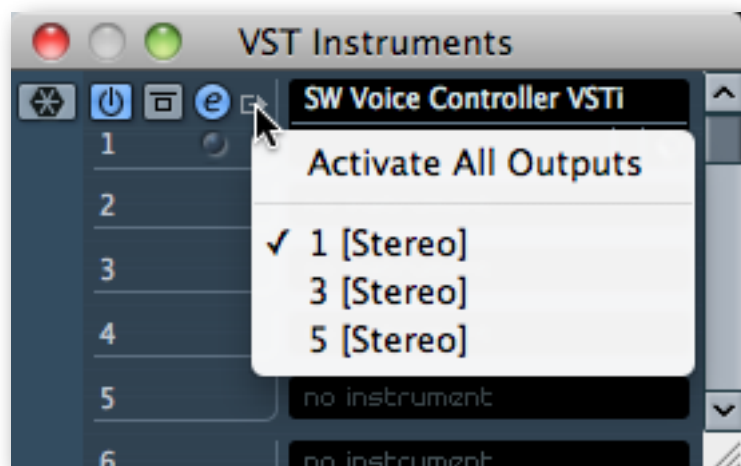 VST Instruments
SW Voice Controller VSTi
1
Activate All Outputs
2
✓ 1 [Stereo]
3
3 [Stereo]
4
5 [Stereo]
5 no instrument
6 no instrument